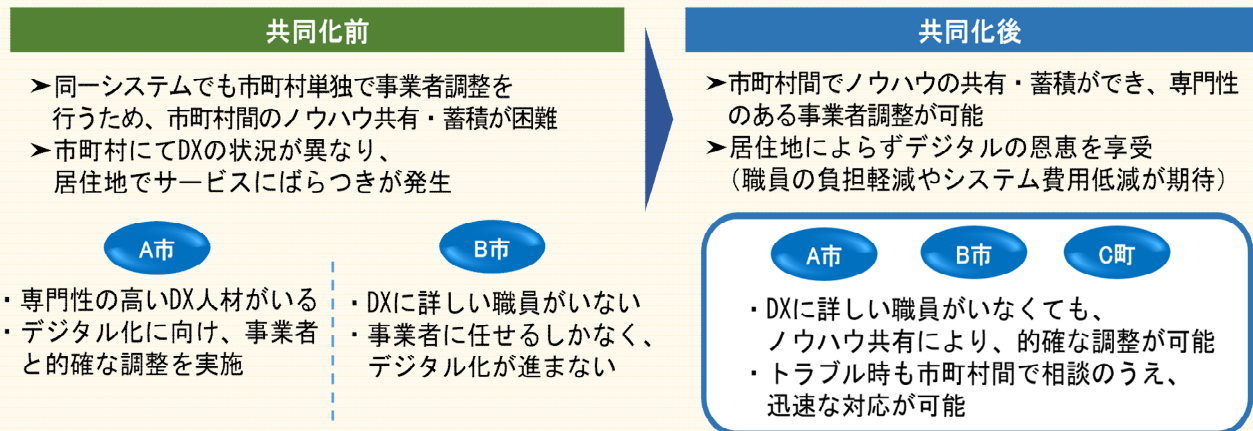 共同化前
➤同一システムでも市町村単独で事業者調整を
行うため、市町村間のノウハウ共有・蓄積が困難
➤市町村にてDXの状況が異なり、
居住地でサービスにばらつきが発生
A市
・専門性の高いDX人材がいる
・デジタル化に向け、事業者
と的確な調整を実施
B市
・DXに詳しい職員がいない
・事業者に任せるしかなく、
デジタル化が進まない
共同化後
➤市町村間でノウハウの共有・蓄積ができ、専門性
のある事業者調整が可能
➤居住地によらずデジタルの恩恵を享受
（職員の負担軽減やシステム費用低減が期待）
A市
B市
C町
・DXに詳しい職員がいなくても、
ノウハウ共有により、的確な調整が可能
・トラブル時も市町村間で相談のうえ、
迅速な対応が可能